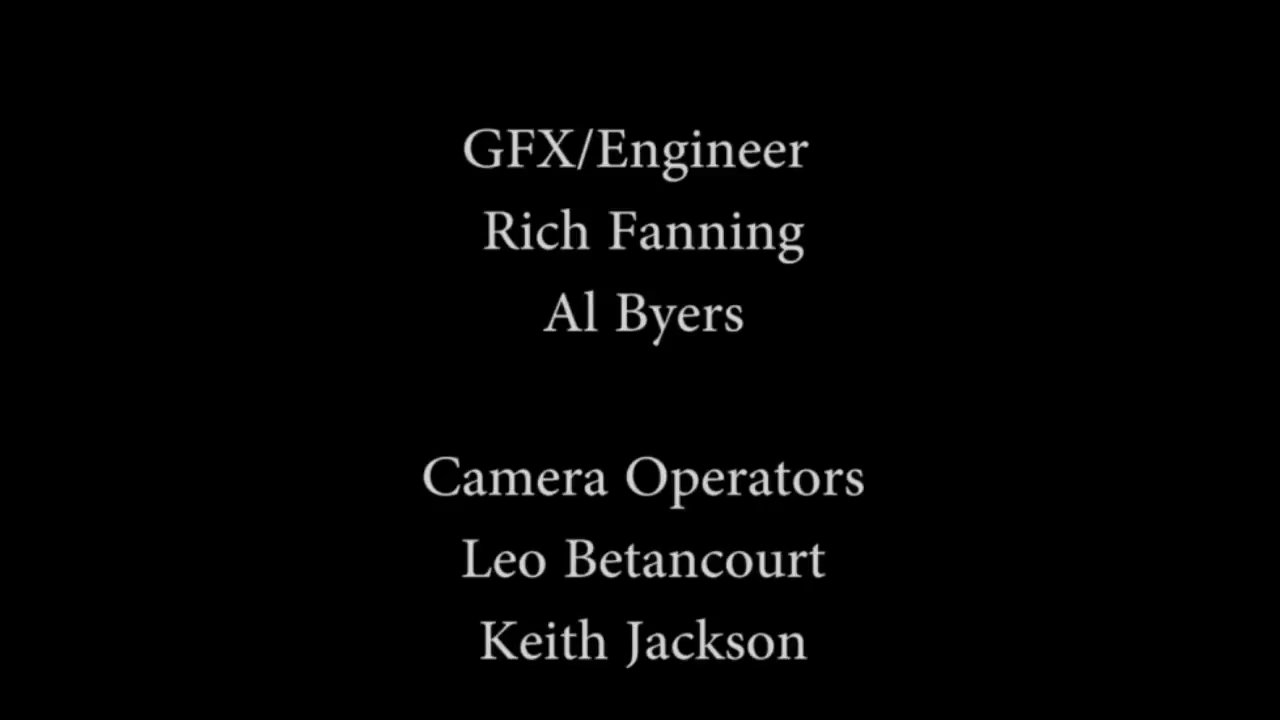 GFX/Engineer
Rich Fanning
Al Byers
Camera Operators
Leo Betancourt
Keith Jackson